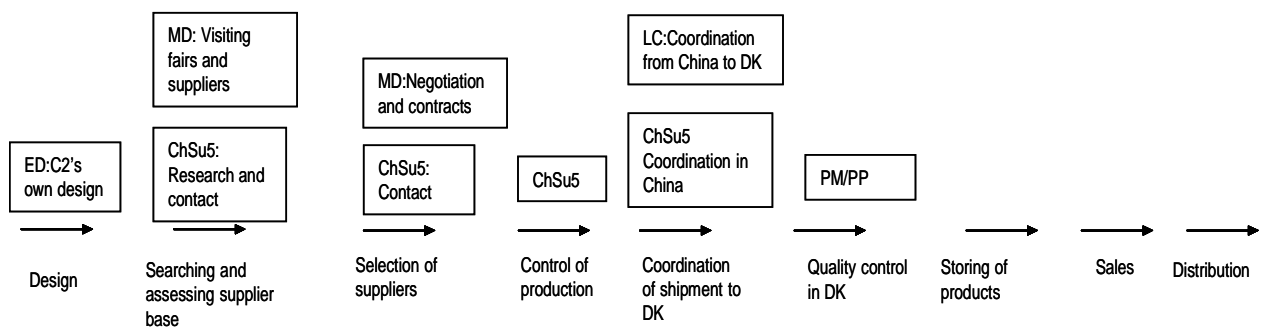 MD: Visiting
fairs and
suppliers
LC:Coordination
from China to DK
MD:Negotiation
and contracts
ED:C2's
own design
ChSu5:
Research and
contact
ChSu5:
Contact
ChSu5
ChSu5
Coordination in
China
PM/PP
Design
Searching and
assessing supplier
base
Selection of
suppliers
Control of
production
Coordination
of shipment to
DK
Quality control
in DK
Storing of
products
Sales
Distribution